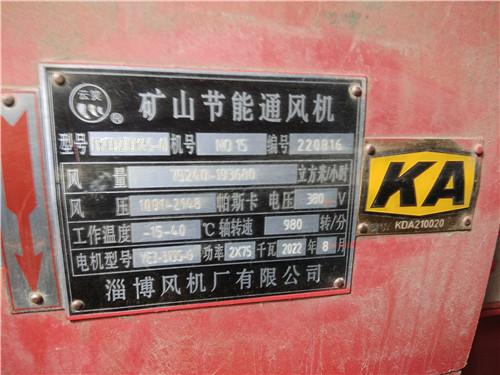 云英 ®
矿山节能通风机
型号 机号 NO 15 编号 220816
风量 79240-193680 立方米/小时
风压 1001-2148 帕斯卡 电压 380 V
工作温度 -15-40 ℃ 轴转速 980 转/分
电机型号 功率 2X75 千瓦 2022 年 8 月
淄博风机厂有限公司
KA
KDA210020